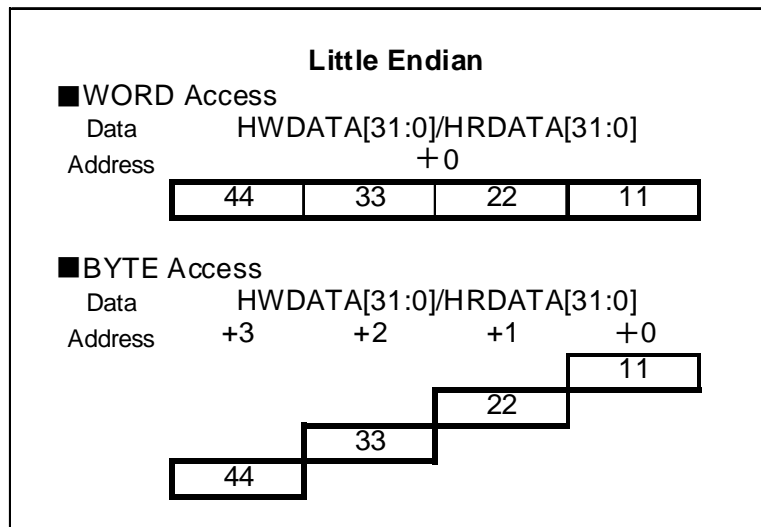 Little Endian
■WORD Access
Data HWDATA[31:0]/HRDATA[31:0]
Address +0
44 33 22 11
■BYTE Access
Data HWDATA[31:0]/HRDATA[31:0]
Address +3 +2 +1 +0
11
22
33
44